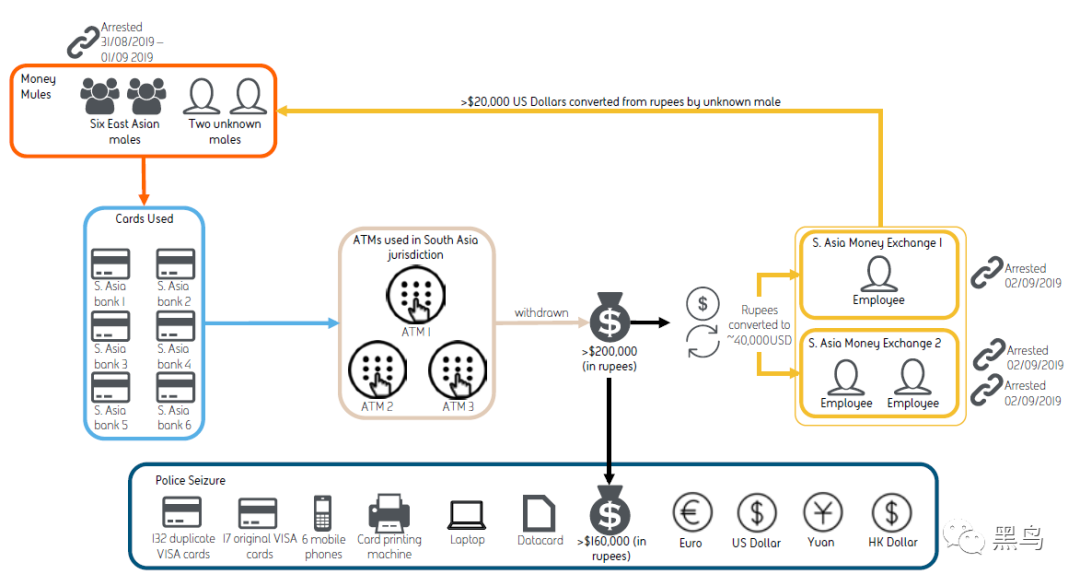 Arrested
31/08/2019 –
01/09 2019
Money
Mules
Six East Asian
males
Two unknown
males
>$20,000 US Dollars converted from rupees by unknown male
Cards Used
S. Asia
bank 1
S. Asia
bank 2
S. Asia
bank 3
S. Asia
bank 4
S. Asia
bank 5
S. Asia
bank 6
ATMs used in South Asia
jurisdiction
ATM 1
ATM 2
ATM 3
withdrawn
$
>$200,000
(in rupees)
$
Rupees
converted to
~40,000USD
S. Asia Money Exchange 1
Employee
Arrested
02/09/2019
S. Asia Money Exchange 2
Employee
Employee
Arrested
02/09/2019
Arrested
02/09/2019
Police Seizure
132 duplicate
VISA cards
17 original VISA
cards
6 mobile
phones
Card printing
machine
Laptop
Datacard
$
>$160,000 (in
rupees)
€
Euro
$
US Dollar
¥
Yuan
$
HK Dollar
黑鸟